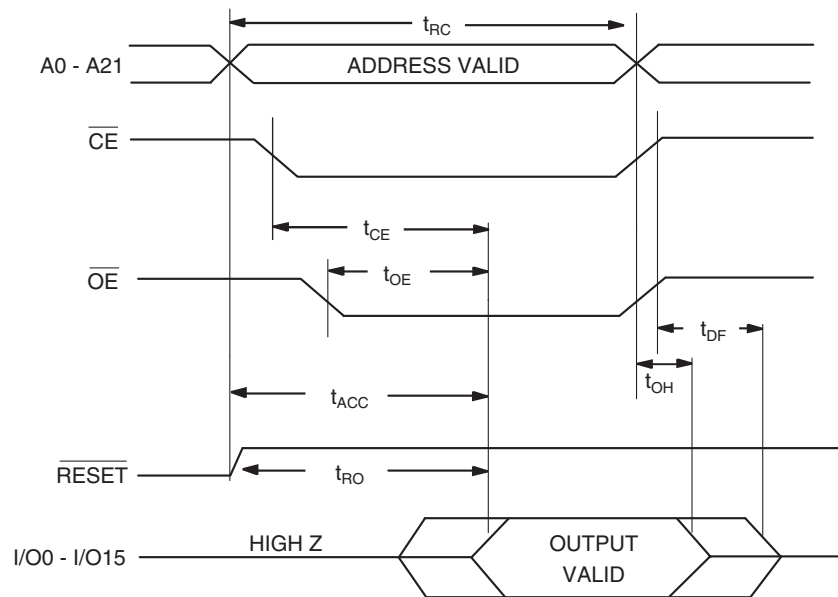 tRC
A0 - A21
ADDRESS VALID
CE
tCE
OE
tOE
tDF
tOH
tACC
RESET
tRO
HIGH Z
I/O0 - I/O15
OUTPUT
VALID